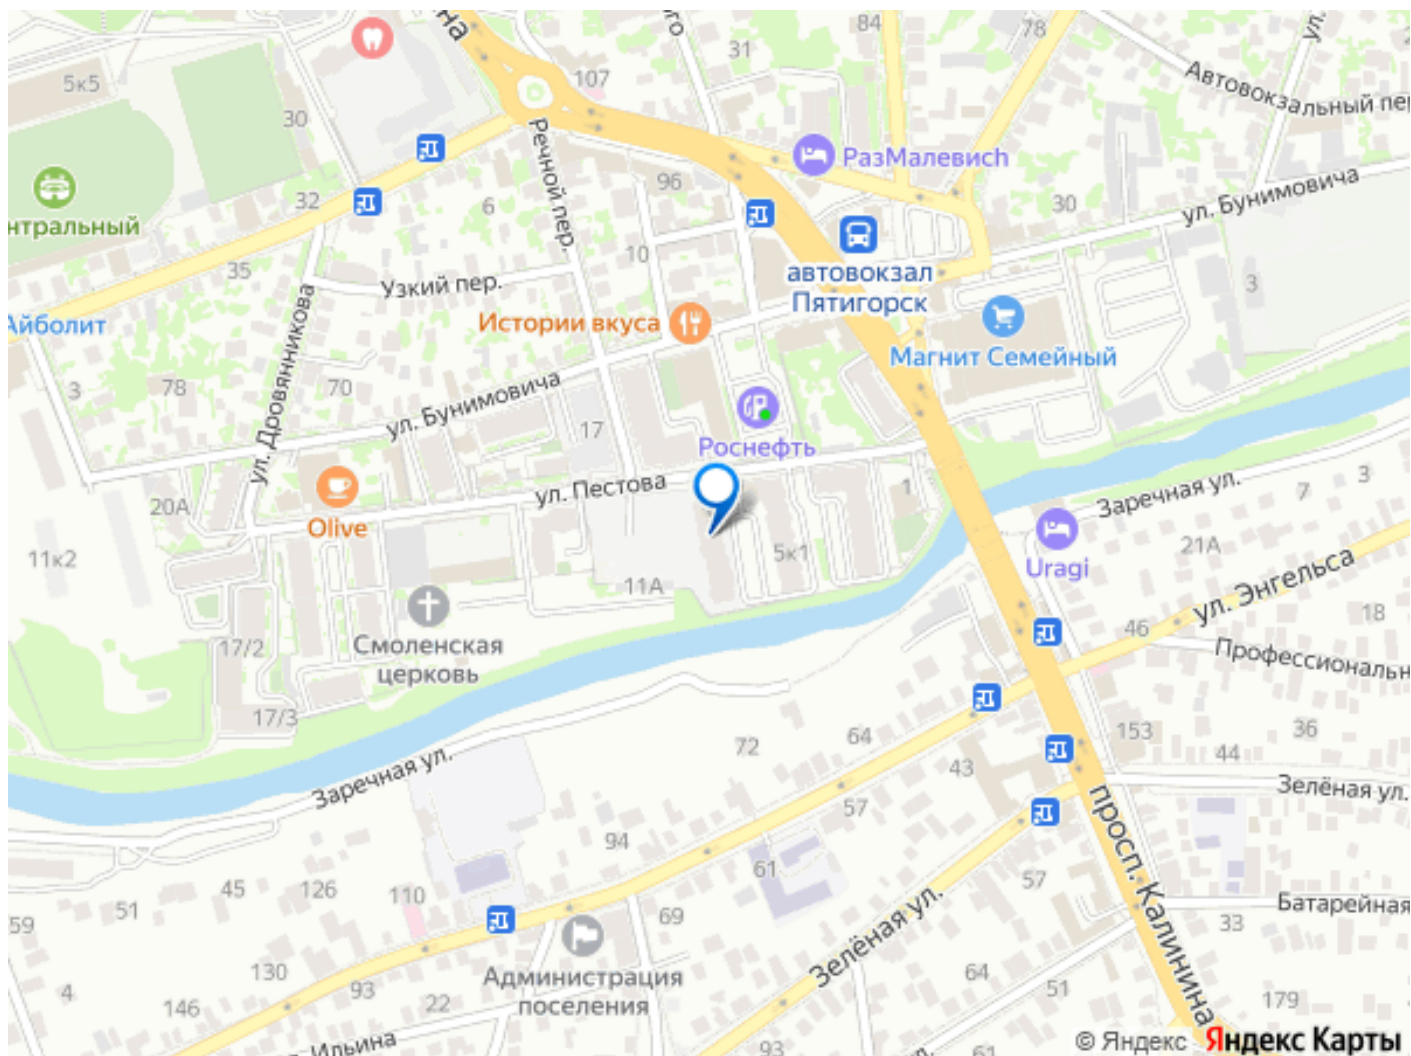 84
78
ул.
на
31
107
5к5
30
Автовокзальный пер
РазМалевich
Речной пер.
96
32
6
30
ул. Бунимовича
нтральный
35
10
автовокзал
Пятигорск
Узкий пер.
3
Айболит
Истории вкуса
Магнит Семейный
ул. Дровянникова
3
78
70
ул. Бунимовича
17
Роснефть
ул. Пестова
Заречная ул.
3
7
20А
Olive
1
11к2
5к1
Uragi
21А
ул. Энгельса
11А
18
46
Смоленская
церковь
17/2
Профессиональн
17/3
72
64
153
36
44
43
Заречная ул.
Зелёная ул.
57
94
просп. Калинина
61
57
45
126
110
51
59
69
Батарейная
33
Зелёная ул.
Администрация
поселения
130
93
64
51
4
146
22
179
Ильина
93
61
ул.
© Яндекс Яндекс Карты